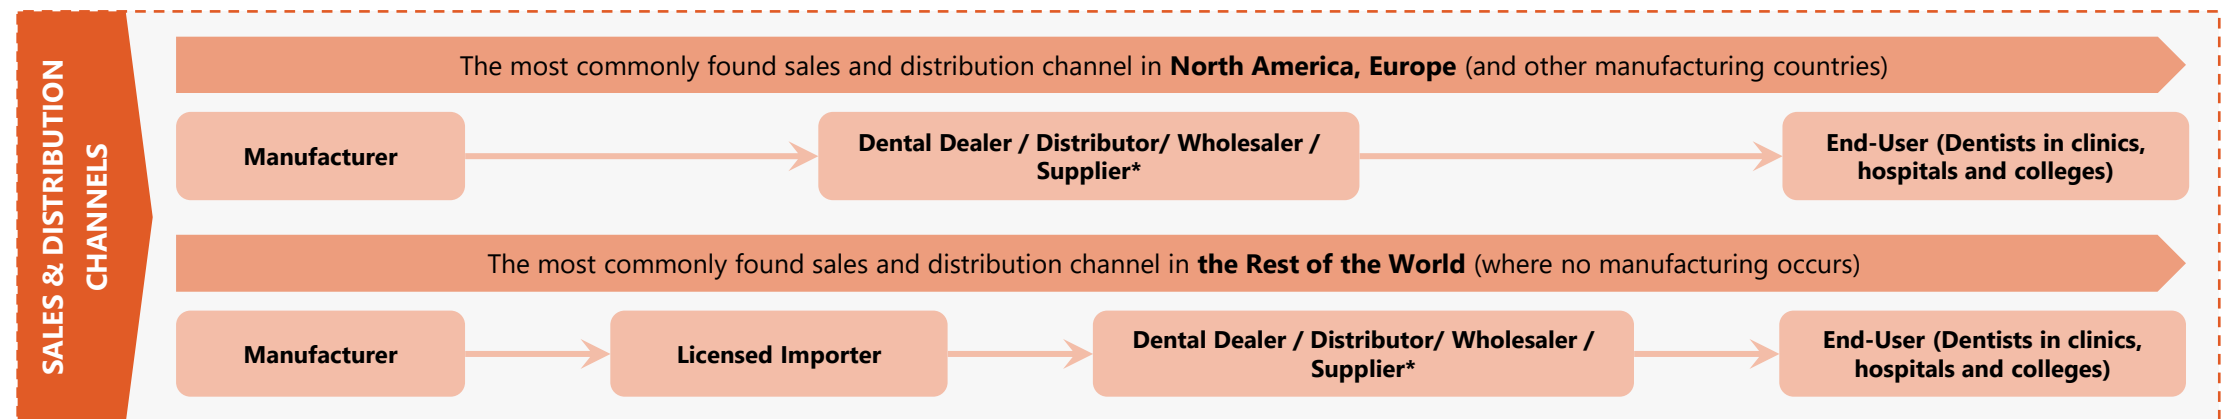 SALES & DISTRIBUTION
CHANNELS
The most commonly found sales and distribution channel in North America, Europe (and other manufacturing countries)
Manufacturer
Dental Dealer / Distributor/ Wholesaler /
Supplier*
End-User (Dentists in clinics,
hospitals and colleges)
The most commonly found sales and distribution channel in the Rest of the World (where no manufacturing occurs)
Manufacturer
Licensed Importer
Dental Dealer / Distributor/ Wholesaler /
Supplier*
End-User (Dentists in clinics,
hospitals and colleges)